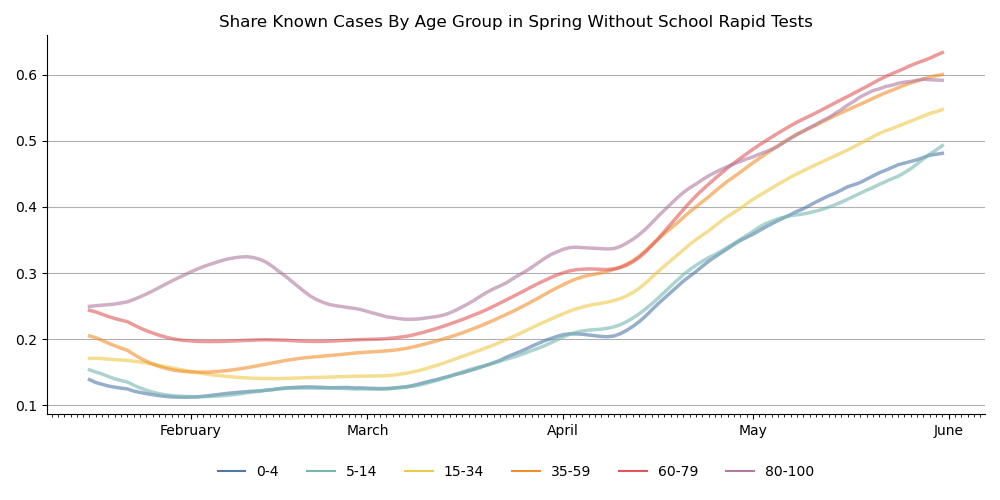 Share Known Cases By Age Group in Spring Without School Rapid Tests
0.6
0.5
0.4
0.3
0.2
0.1
February March April May June
0-4 5-14 15-34 35-59 60-79 80-100